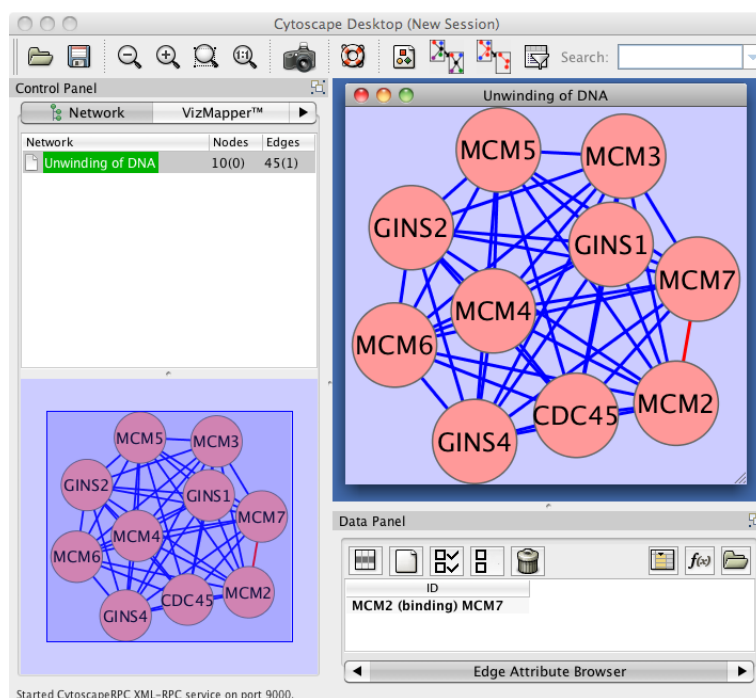 Cytoscape Desktop (New Session)
1:1
Search:
Control Panel
Network VizMapper™
Network Nodes Edges
Unwinding of DNA 10(0) 45(1)
MCM5 MCM3
GINS2 GINS1
MCM7
MCM4
MCM6
CDC45 MCM2
GINS4
Unwinding of DNA
MCM5 MCM3
GINS2 GINS1
MCM7
MCM4
MCM6
CDC45 MCM2
GINS4
Data Panel
f(x)
ID
MCM2 (binding) MCM7
Edge Attribute Browser
Started CytoscapeRPC XML-RPC service on port 9000.